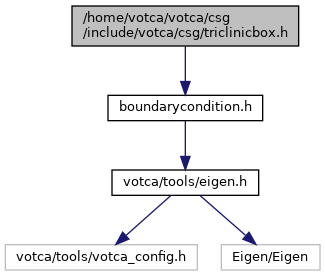 /home/votca/votca/csg
/include/votca/csg/triclinicbox.h
boundarycondition.h
votca/tools/eigen.h
votca/tools/votca_config.h
Eigen/Eigen